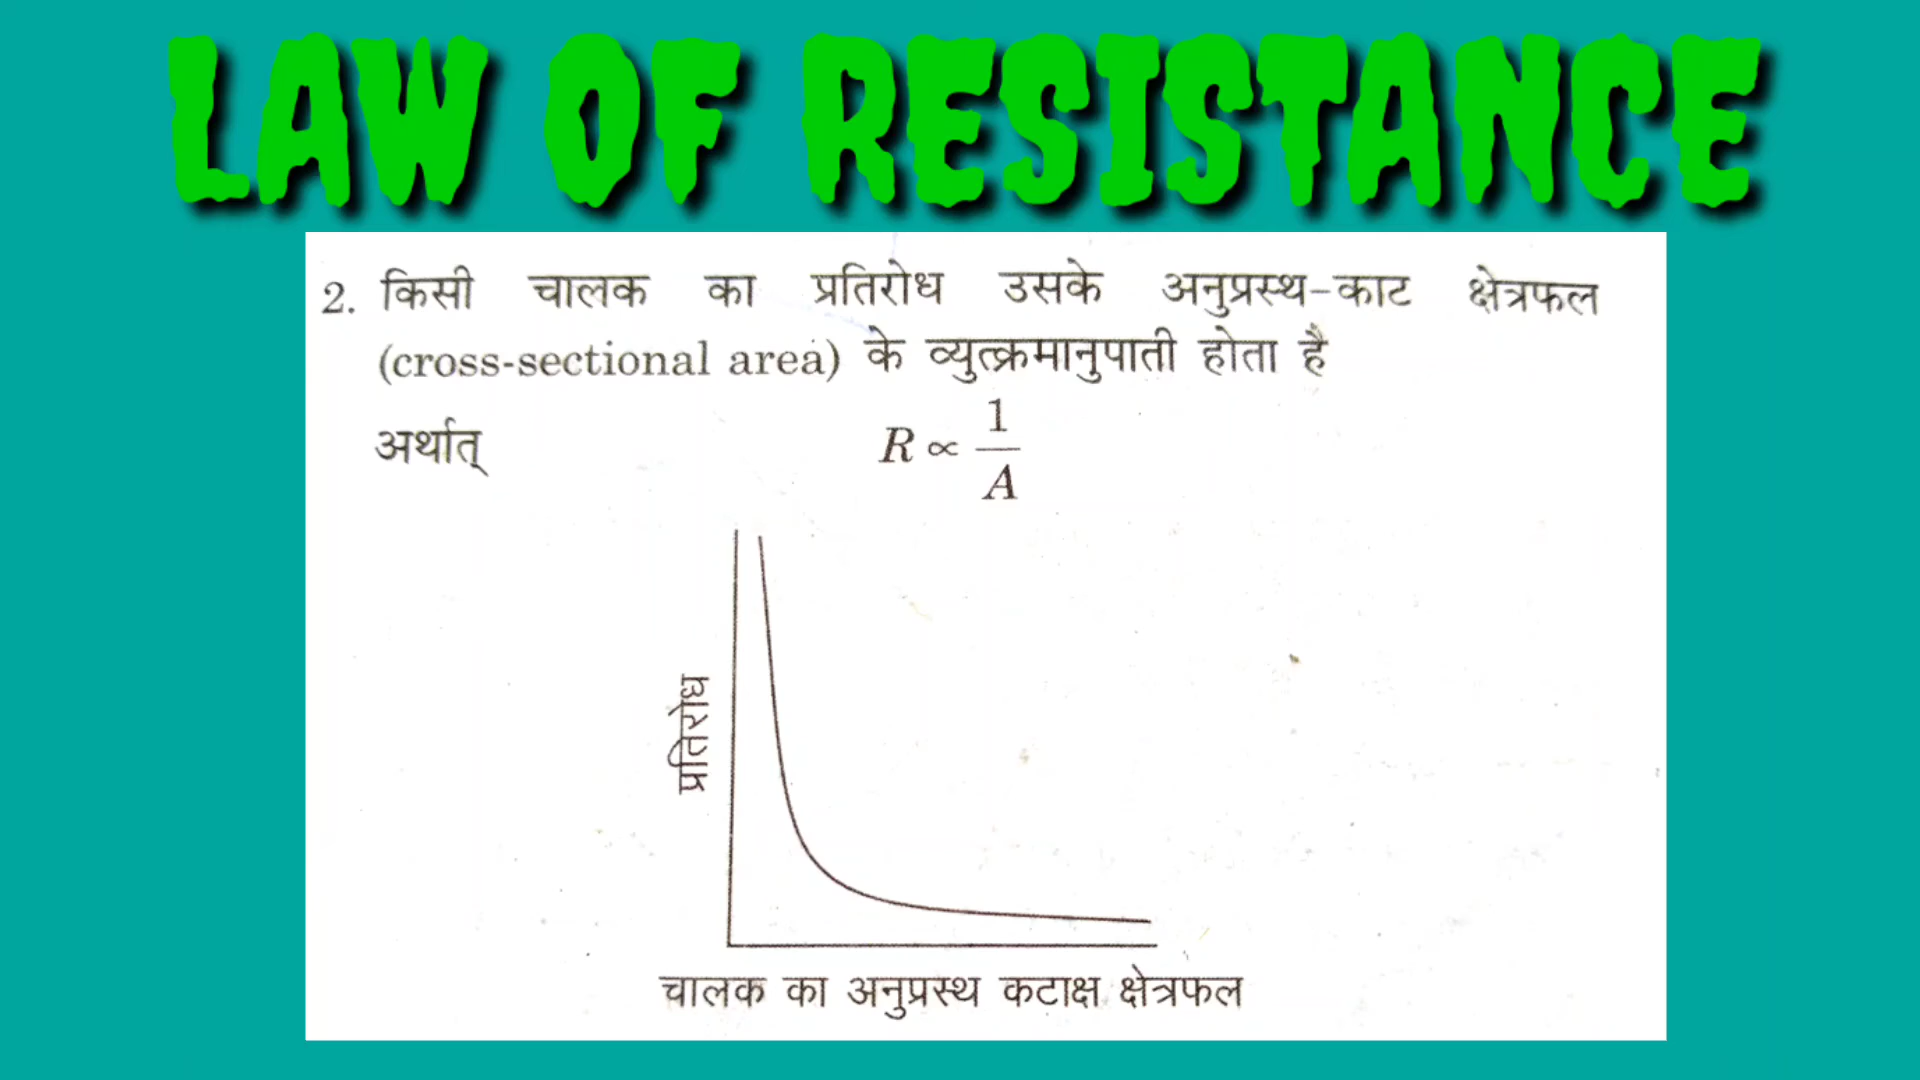 LAW OF RESISTANCE
2. किसी चालक का प्रतिरोध उसके अनुप्रस्थ-काट क्षेत्रफल
(cross-sectional area) के व्युत्क्रमानुपाती होता है
अर्थात् R ∝ 1/A
प्रतिरोध
चालक का अनुप्रस्थ कटाक्ष क्षेत्रफल